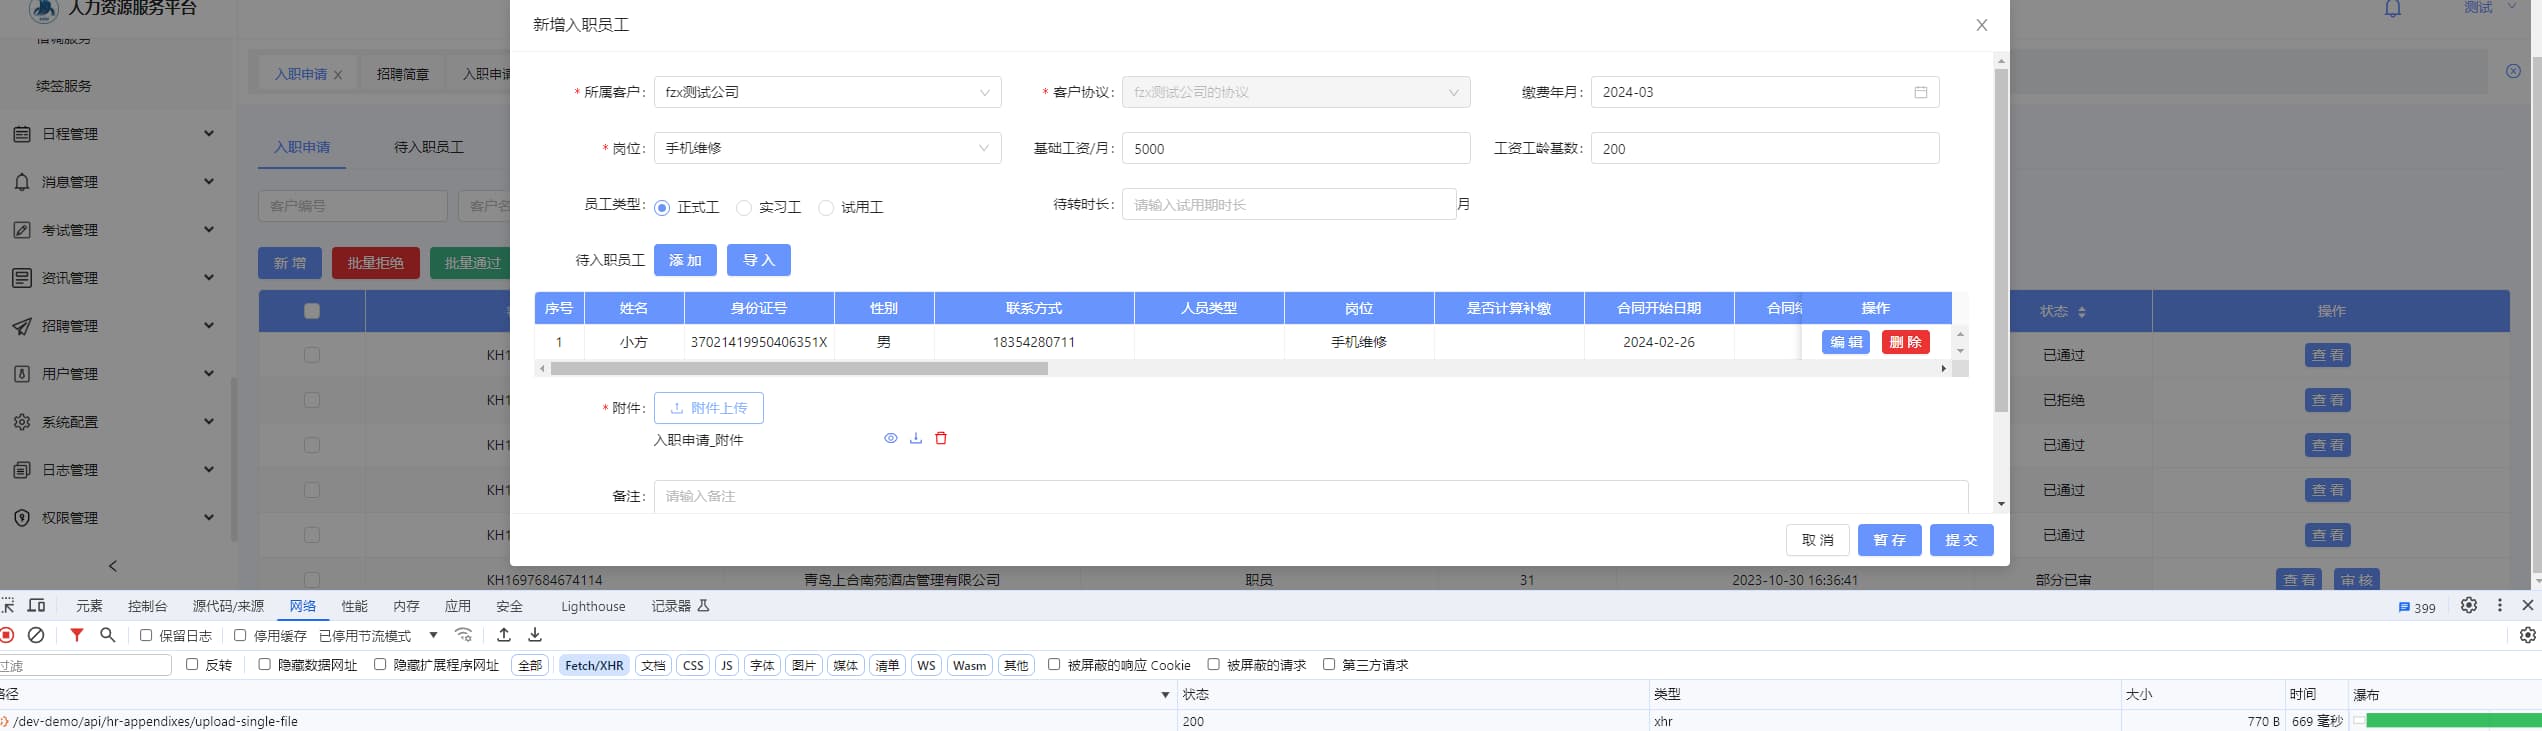 人力资源服务平台
测试
新增入职员工
续签服务
入职申请
招聘简章
入职申请
* 所属客户：
fzx测试公司
* 客户协议：
fzx测试公司的协议
缴费年月：
2024-03
日程管理
入职申请
待入职员工
* 岗位：
手机维修
基础工资/月：
5000
工资工龄基数：
200
消息管理
客户编号
客户名
员工类型：
正式工
实习工
试用工
待转时长：
请输入试用期时长
月
考试管理
新 增
批量拒绝
批量通过
待入职员工
添 加
导 入
资讯管理
序号
姓名
身份证号
性别
联系方式
人员类型
岗位
是否计算补缴
合同开始日期
合同
操作
状态
操作
招聘管理
1
小方
37021419950406351X
男
18354280711
手机维修
2024-02-26
编 辑
删 除
KH1
已通过
查 看
用户管理
KH1
已拒绝
查 看
* 附件：
附件上传
系统配置
入职申请_附件
KH1
已通过
查 看
日志管理
KH1
已通过
查 看
备注：
请输入备注
权限管理
KH1
已通过
查 看
取 消
暂 存
提 交
KH1697684674114
青岛上合南苑酒店管理有限公司
职员
31
2023-10-30 16:36:41
部分已审
查 看
审 核
元素
控制台
源代码/来源
网络
性能
内存
应用
安全
Lighthouse
记录器
399
保留日志
停用缓存
已停用节流模式
过滤
反转
隐藏数据网址
隐藏扩展程序网址
全部
Fetch/XHR
文档
CSS
JS
字体
图片
媒体
清单
WS
Wasm
其他
被屏蔽的响应 Cookie
被屏蔽的请求
第三方请求
路径
状态
类型
大小
时间
瀑布
/dev-demo/api/hr-appendixes/upload-single-file
200
xhr
770 B
669 毫秒